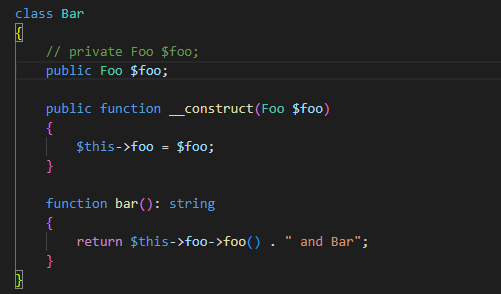 class Bar
{
    // private Foo $foo;
    public Foo $foo;

    public function __construct(Foo $foo)
    {
        $this->foo = $foo;
    }

    function bar(): string
    {
        return $this->foo->foo() . " and Bar";
    }
}